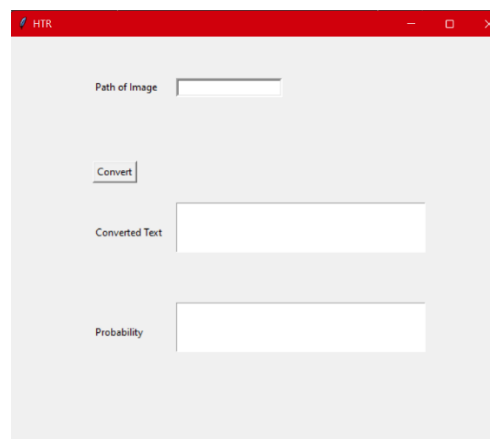 HTR
Path of Image
Convert
Converted Text
Probability